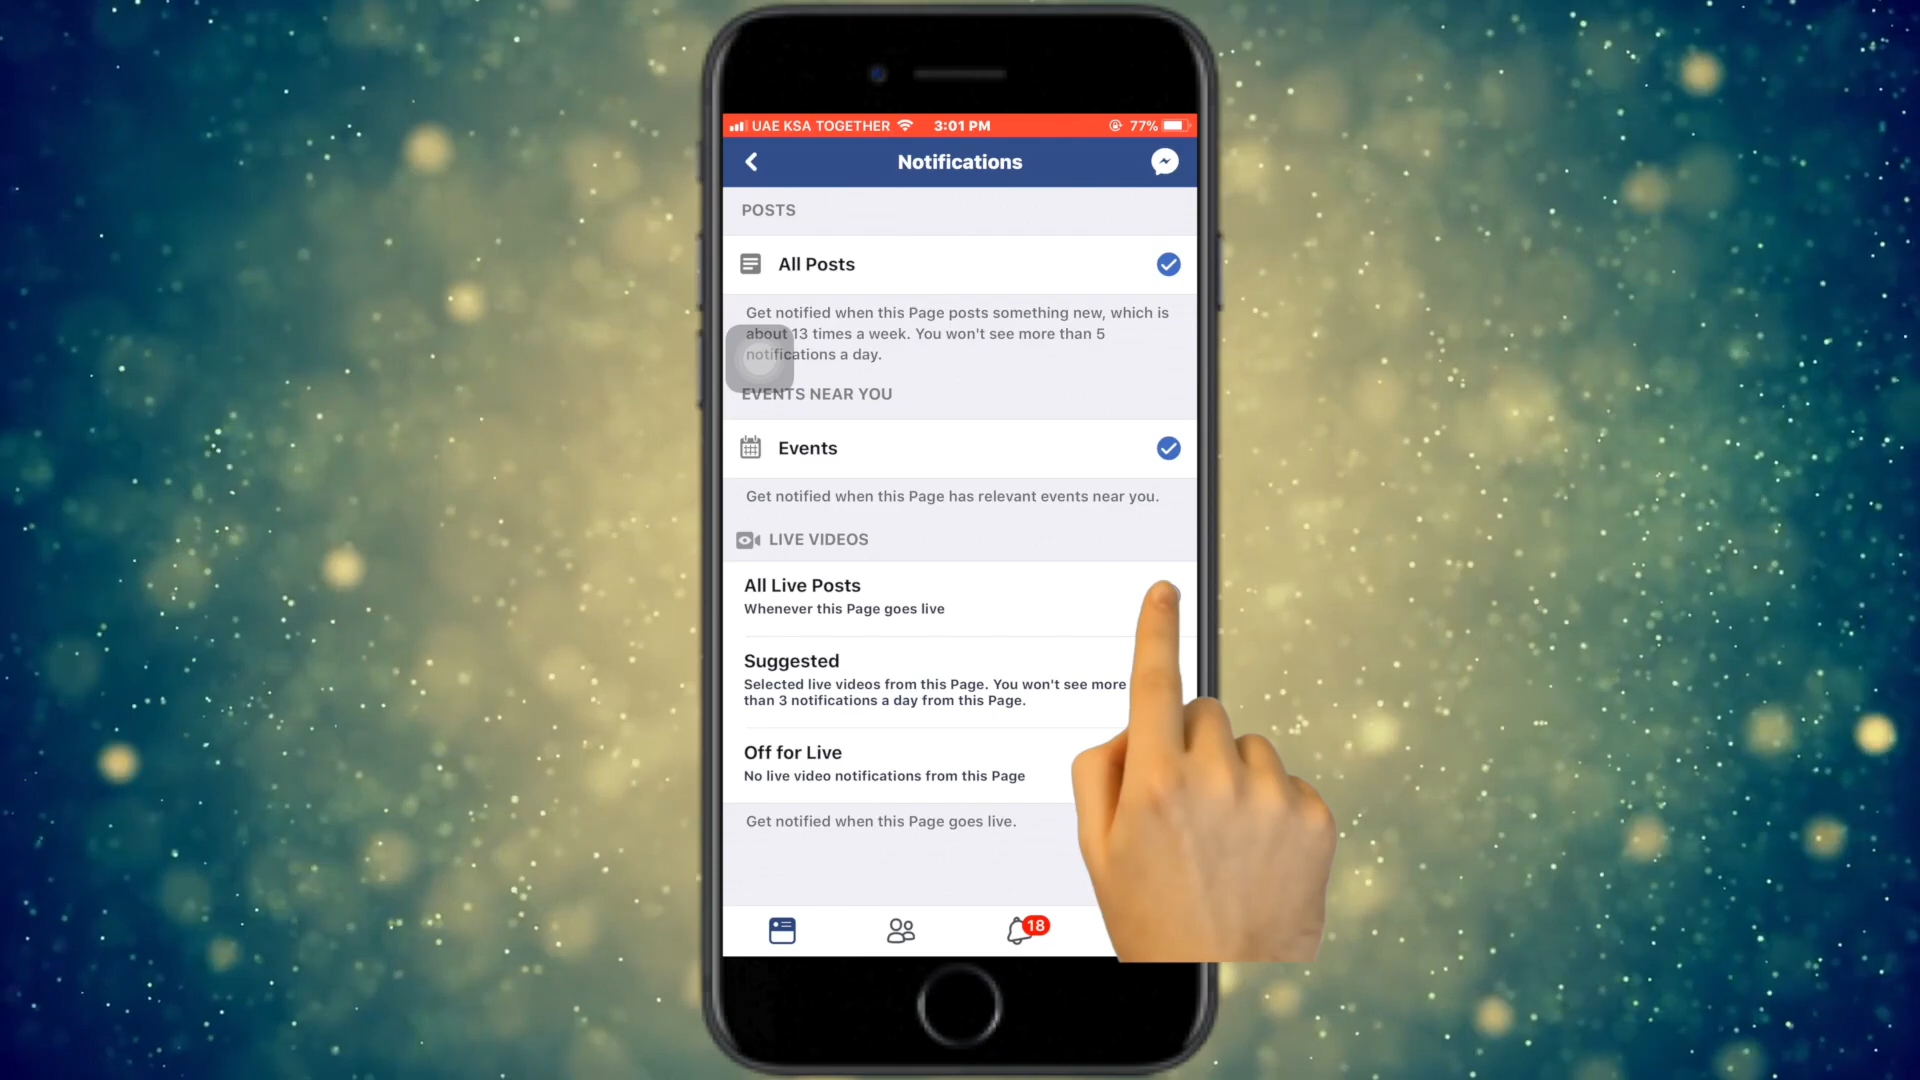 UAE KSA TOGETHER 3:01 PM 77%
Notifications
POSTS
All Posts
Get notified when this Page posts something new, which is
about 13 times a week. You won't see more than 5
notifications a day.
EVENTS NEAR YOU
Events
Get notified when this Page has relevant events near you.
LIVE VIDEOS
All Live Posts
Whenever this Page goes live
Suggested
Selected live videos from this Page. You won't see more
than 3 notifications a day from this Page.
Off for Live
No live video notifications from this Page
Get notified when this Page goes live.
18